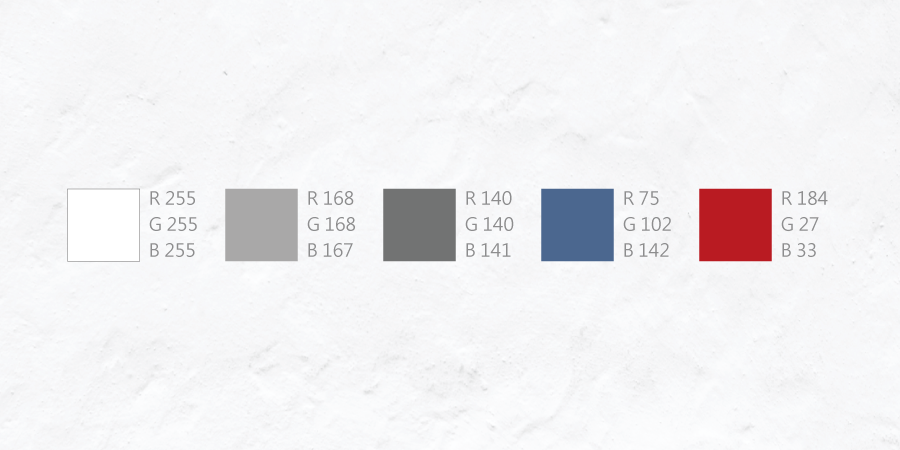 R 255
G 255
B 255
R 168
G 168
B 167
R 140
G 140
B 141
R 75
G 102
B 142
R 184
G 27
B 33